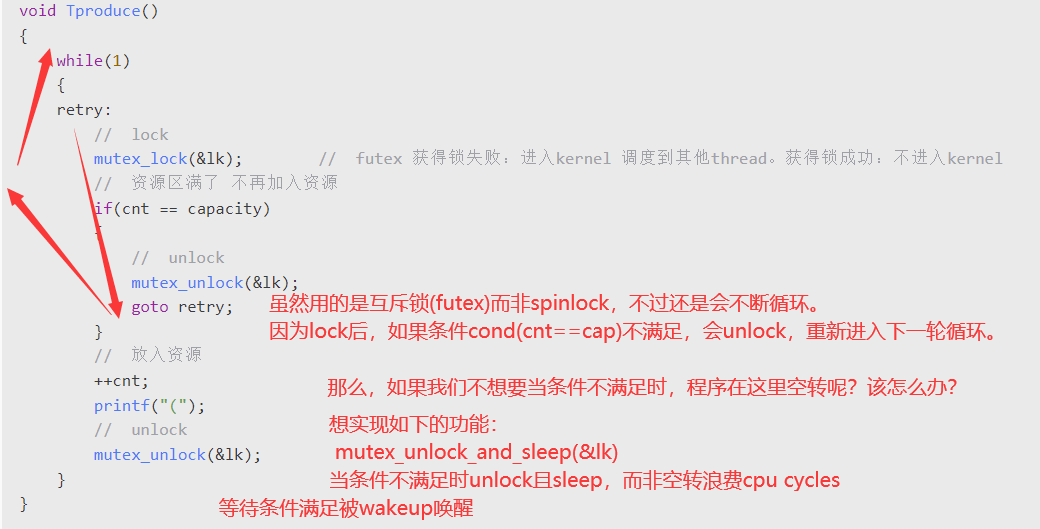 void Tproduce()
{
while(1)
{
retry:
// lock
mutex_lock(&lk); // futex 获得锁失败：进入kernel 调度到其他thread。获得锁成功：不进入kernel
// 资源区满了 不再加入资源
if(cnt == capacity)
{
// unlock
mutex_unlock(&lk);
goto retry; 虽然用的是互斥锁(futex)而非spinlock，不过还是会不断循环。
因为lock后，如果条件cond(cnt==cap)不满足，会unlock，重新进入下一轮循环。
}
// 放入资源
++cnt; 那么，如果我们不想要当条件不满足时，程序在这里空转呢？该怎么办？
printf("(");
想实现如下的功能：
// unlock
mutex_unlock(&lk); mutex_unlock_and_sleep(&lk)
} 当条件不满足时unlock且sleep，而非空转浪费cpu cycles
} 等待条件满足被wakeup唤醒